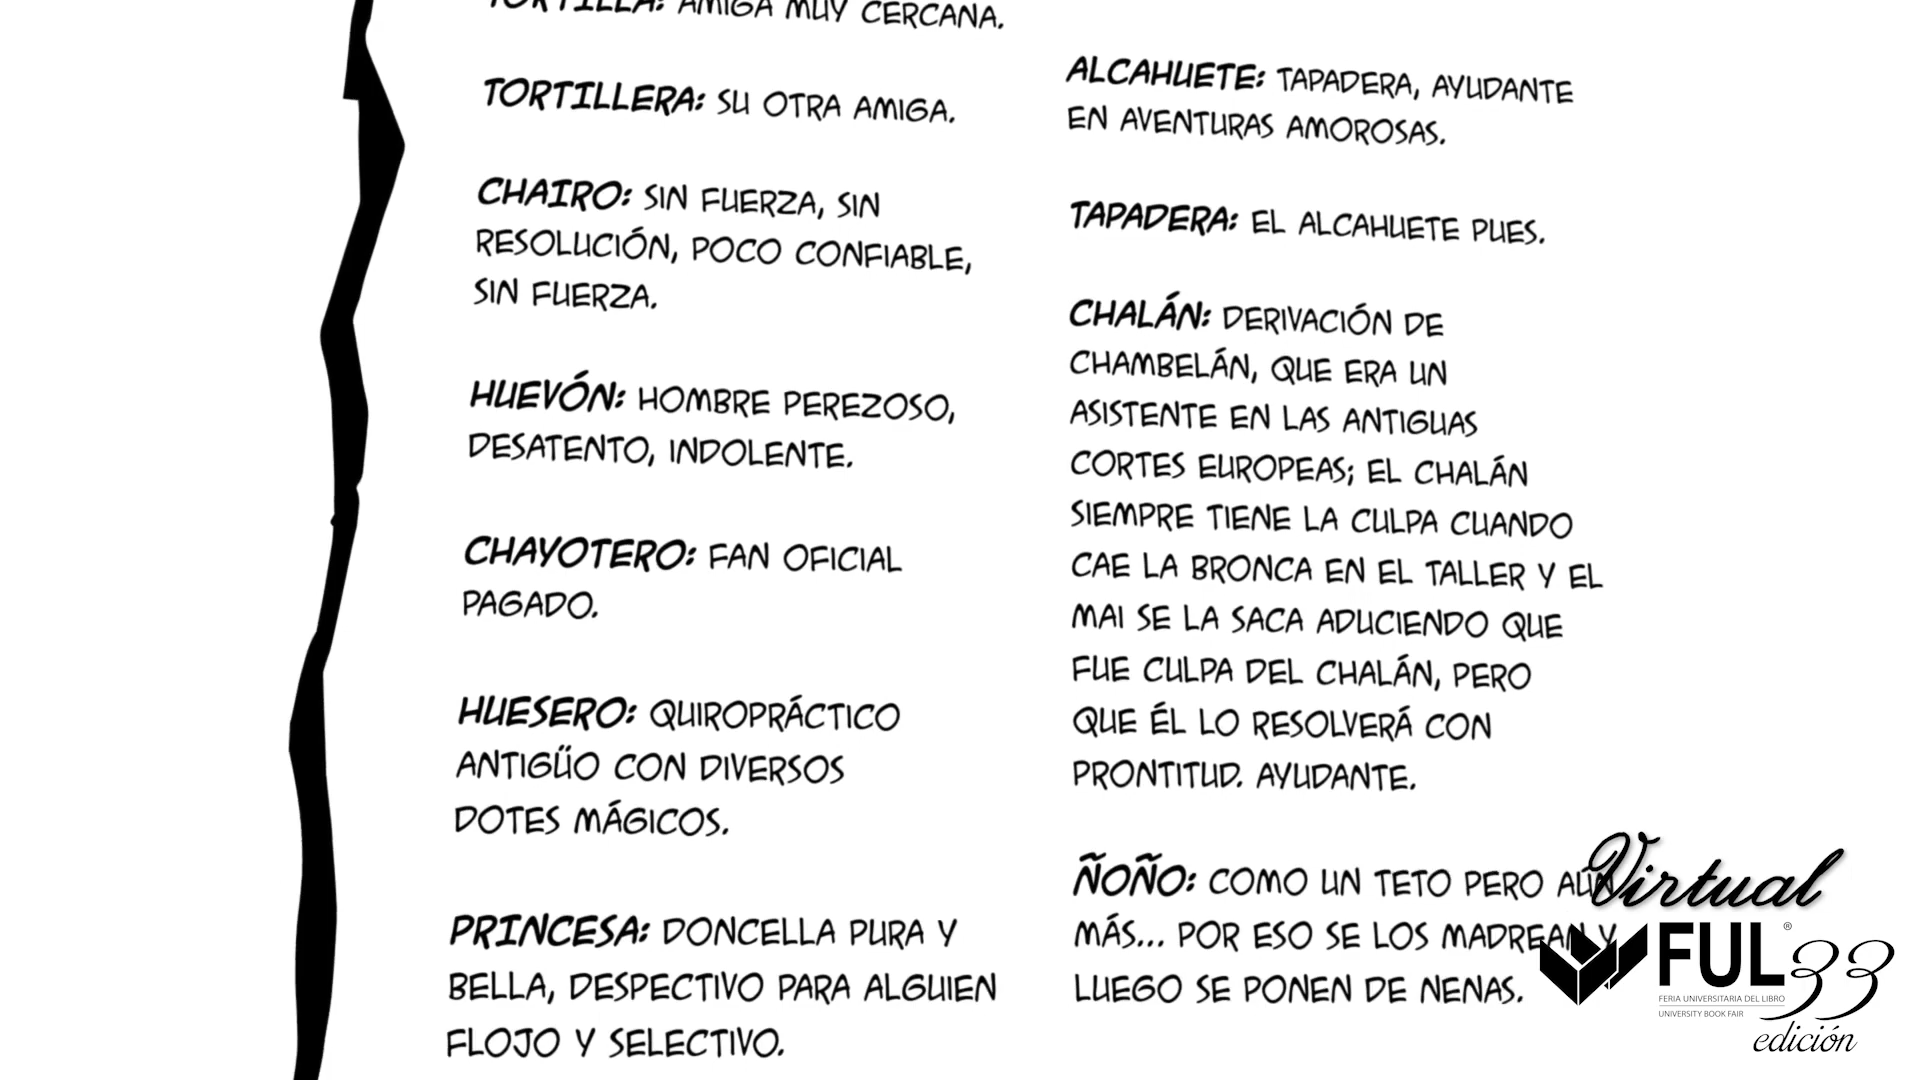 TORTILLA: AMIGA MUY CERCANA.
TORTILLERA: SU OTRA AMIGA.
CHAIRO: SIN FUERZA, SIN
RESOLUCIÓN, POCO CONFIABLE,
SIN FUERZA.
HUEVÓN: HOMBRE PEREZOSO,
DESATENTO, INDOLENTE.
CHAYOTERO: FAN OFICIAL
PAGADO.
HUESERO: QUIROPRÁCTICO
ANTIGÜO CON DIVERSOS
DOTES MÁGICOS.
PRINCESA: DONCELLA PURA Y
BELLA, DESPECTIVO PARA ALGUIEN
FLOJO Y SELECTIVO.
ALCAHUETE: TAPADERA, AYUDANTE
EN AVENTURAS AMOROSAS.
TAPADERA: EL ALCAHUETE PUES.
CHALÁN: DERIVACIÓN DE
CHAMBELÁN, QUE ERA UN
ASISTENTE EN LAS ANTIGUAS
CORTES EUROPEAS; EL CHALÁN
SIEMPRE TIENE LA CULPA CUANDO
CAE LA BRONCA EN EL TALLER Y EL
MAI SE LA SACA ADUCIENDO QUE
FUE CULPA DEL CHALÁN, PERO
QUE ÉL LO RESOLVERÁ CON
PRONTITUD. AYUDANTE.
ÑOÑO: COMO UN TETO PERO AÚN
MÁS... POR ESO SE LOS MADREAN Y
LUEGO SE PONEN DE NENAS.
Virtual
FUL® 33
FERIA UNIVERSITARIA DEL LIBRO
UNIVERSITY BOOK FAIR
edición